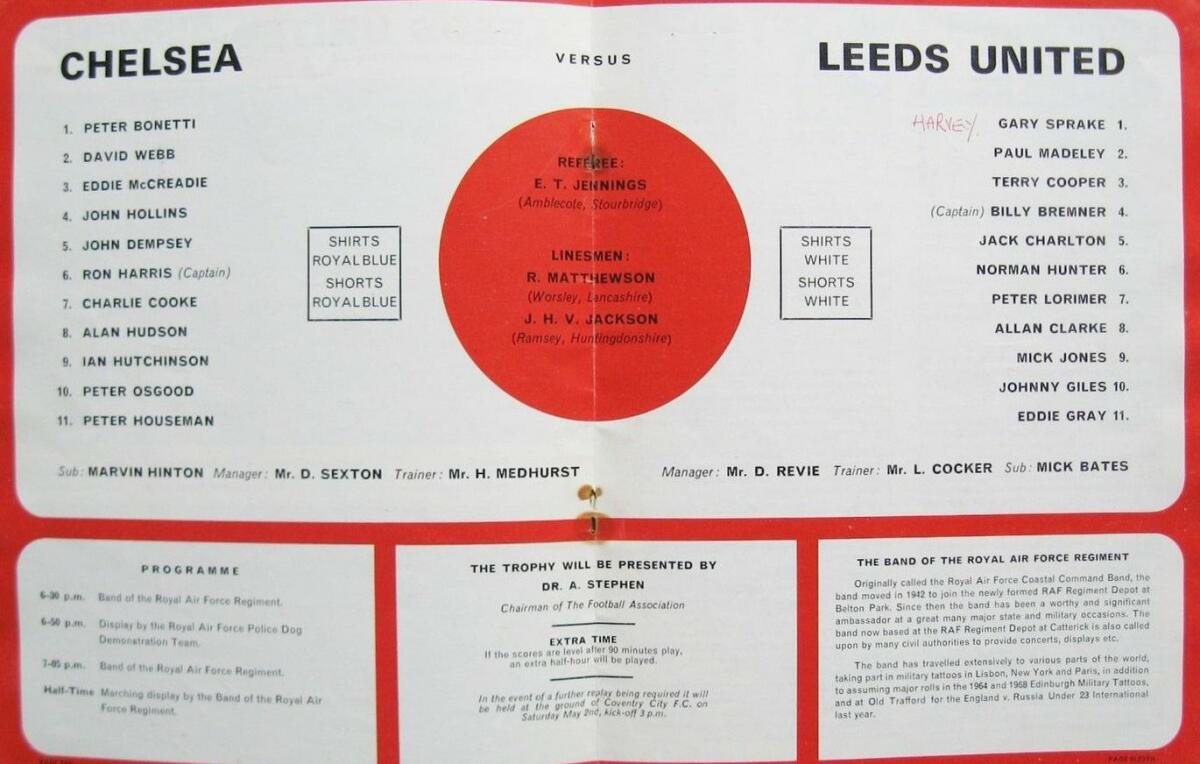 CHELSEA
VERSUS
LEEDS UNITED
1. PETER BONETTI
2. DAVID WEBB
3. EDDIE McCREADIE
4. JOHN HOLLINS
5. JOHN DEMPSEY
6. RON HARRIS (Captain)
7. CHARLIE COOKE
8. ALAN HUDSON
9. IAN HUTCHINSON
10. PETER OSGOOD
11. PETER HOUSEMAN
SHIRTS
ROYAL BLUE
SHORTS
ROYAL BLUE
REFEREE:
E. T. JENNINGS
(Amblecote, Stourbridge)
LINESMEN:
R. MATTHEWSON
(Worsley, Lancashire)
J. H. V. JACKSON
(Ramsey, Huntingdonshire)
SHIRTS
WHITE
SHORTS
WHITE
HARVEY. GARY SPRAKE 1.
PAUL MADELEY 2.
TERRY COOPER 3.
(Captain) BILLY BREMNER 4.
JACK CHARLTON 5.
NORMAN HUNTER 6.
PETER LORIMER 7.
ALLAN CLARKE 8.
MICK JONES 9.
JOHNNY GILES 10.
EDDIE GRAY 11.
Sub: MARVIN HINTON Manager: Mr. D. SEXTON Trainer: Mr. H. MEDHURST
Manager: Mr. D. REVIE Trainer: Mr. L. COCKER Sub: MICK BATES
PROGRAMME
6-30 p.m. Band of the Royal Air Force Regiment.
6-50 p.m. Display by the Royal Air Force Police Dog
Demonstration Team.
7-05 p.m. Band of the Royal Air Force Regiment.
Half-Time Marching display by the Band of the Royal Air
Force Regiment.
THE TROPHY WILL BE PRESENTED BY
DR. A. STEPHEN
Chairman of The Football Association
EXTRA TIME
If the scores are level after 90 minutes play,
an extra half-hour will be played.
In the event of a further replay being required it will
be held at the ground of Coventry City F.C. on
Saturday May 2nd, kick-off 3 p.m.
THE BAND OF THE ROYAL AIR FORCE REGIMENT
Originally called the Royal Air Force Coastal Command Band, the
band moved in 1942 to join the newly formed RAF Regiment Depot at
Belton Park. Since then the band has been a worthy and significant
ambassador at a great many major state and military occasions. The
band now based at the RAF Regiment Depot at Catterick is also called
upon by many civil authorities to provide concerts, displays etc.
The band has travelled extensively to various parts of the world,
taking part in military tattoos in Lisbon, New York and Paris, in addition
to assuming major rolls in the 1964 and 1968 Edinburgh Military Tattoos,
and at Old Trafford for the England v. Russia Under 23 International
last year.
PAGE ELEVEN